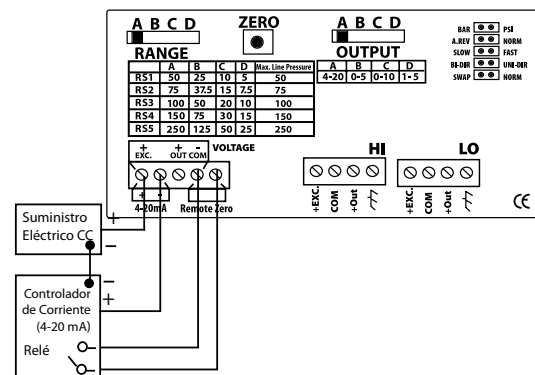 A B C D
ZERO
A B C D
RANGE
OUTPUT
A B C D Max. Line Pressure
RS1 50 25 10 5 50
RS2 75 37.5 15 7.5 75
RS3 100 50 20 10 100
RS4 150 75 30 15 150
RS5 250 125 50 25 250
A B C D
4-20 0-5 0-10 1-5
BAR PSI
A.REV NORM
SLOW FAST
BI-DIR UNI-DIR
SWAP NORM
+ - + - VOLTAGE
EXC. OUT COM
+ -
4-20mA Remote Zero
HI
+EXC.
COM
+Out
LO
+EXC.
COM
+Out
CE
Suministro +
Eléctrico CC −
−
Controlador +
de Corriente
(4-20 mA)
Relé